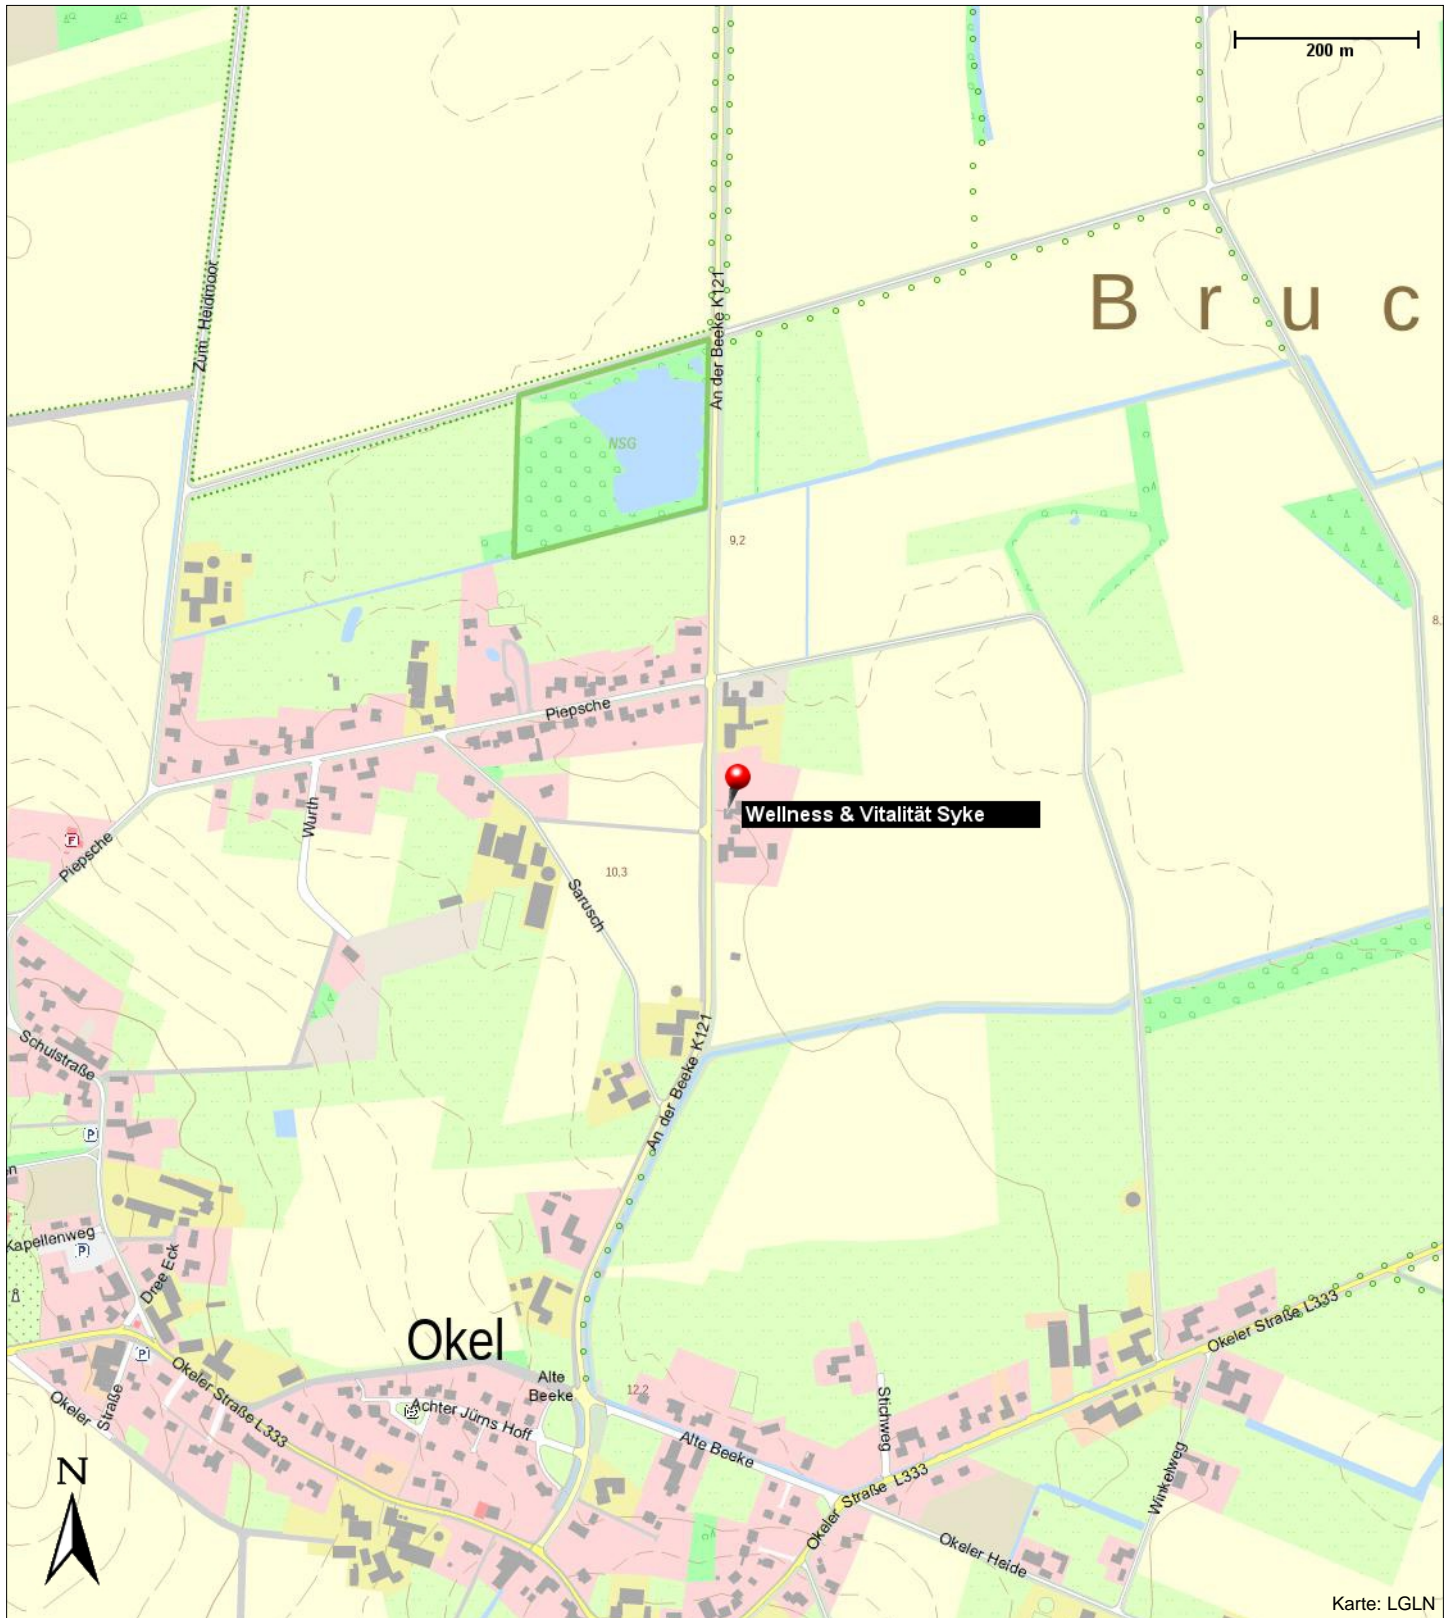 200 m
B r u c
Zum Heidmoor
An der Beeke K121
NSG
9,2
8,
Piepsche
Wurth
Wellness & Vitalität Syke
F
Piepsche
10,3
Sarusch
Schulstraße
An der Beeke K121
P
n
Kapellenweg
P
Dree Eck
Okel
Okeler Straße L333
P
Okeler Straße L333
Alte
Beeke
12,2
Okeler Straße
Achter Jürns Hoff
Stichweg
Alte Beeke
N
Okeler Straße L333
Winkelweg
Okeler Heide
Karte: LGLN